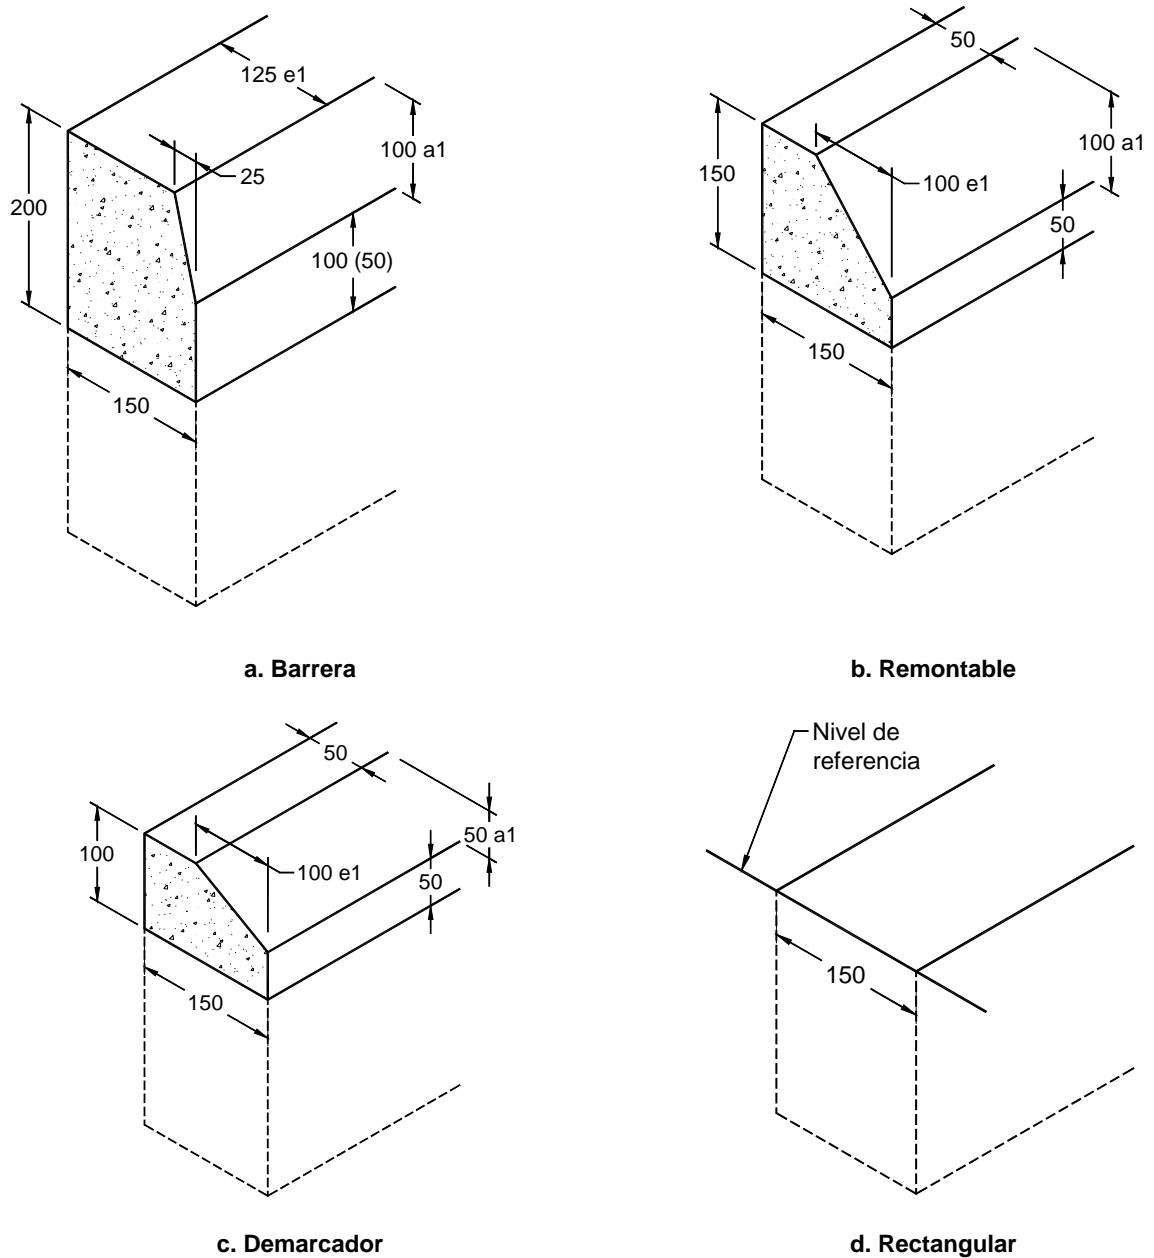 125 e1
100 a1
25
200
100 (50)
150
a. Barrera
50
100 a1
150
100 e1
50
150
b. Remontable
50
50 a1
100
100 e1
50
150
c. Demarcador
Nivel de
referencia
150
d. Rectangular